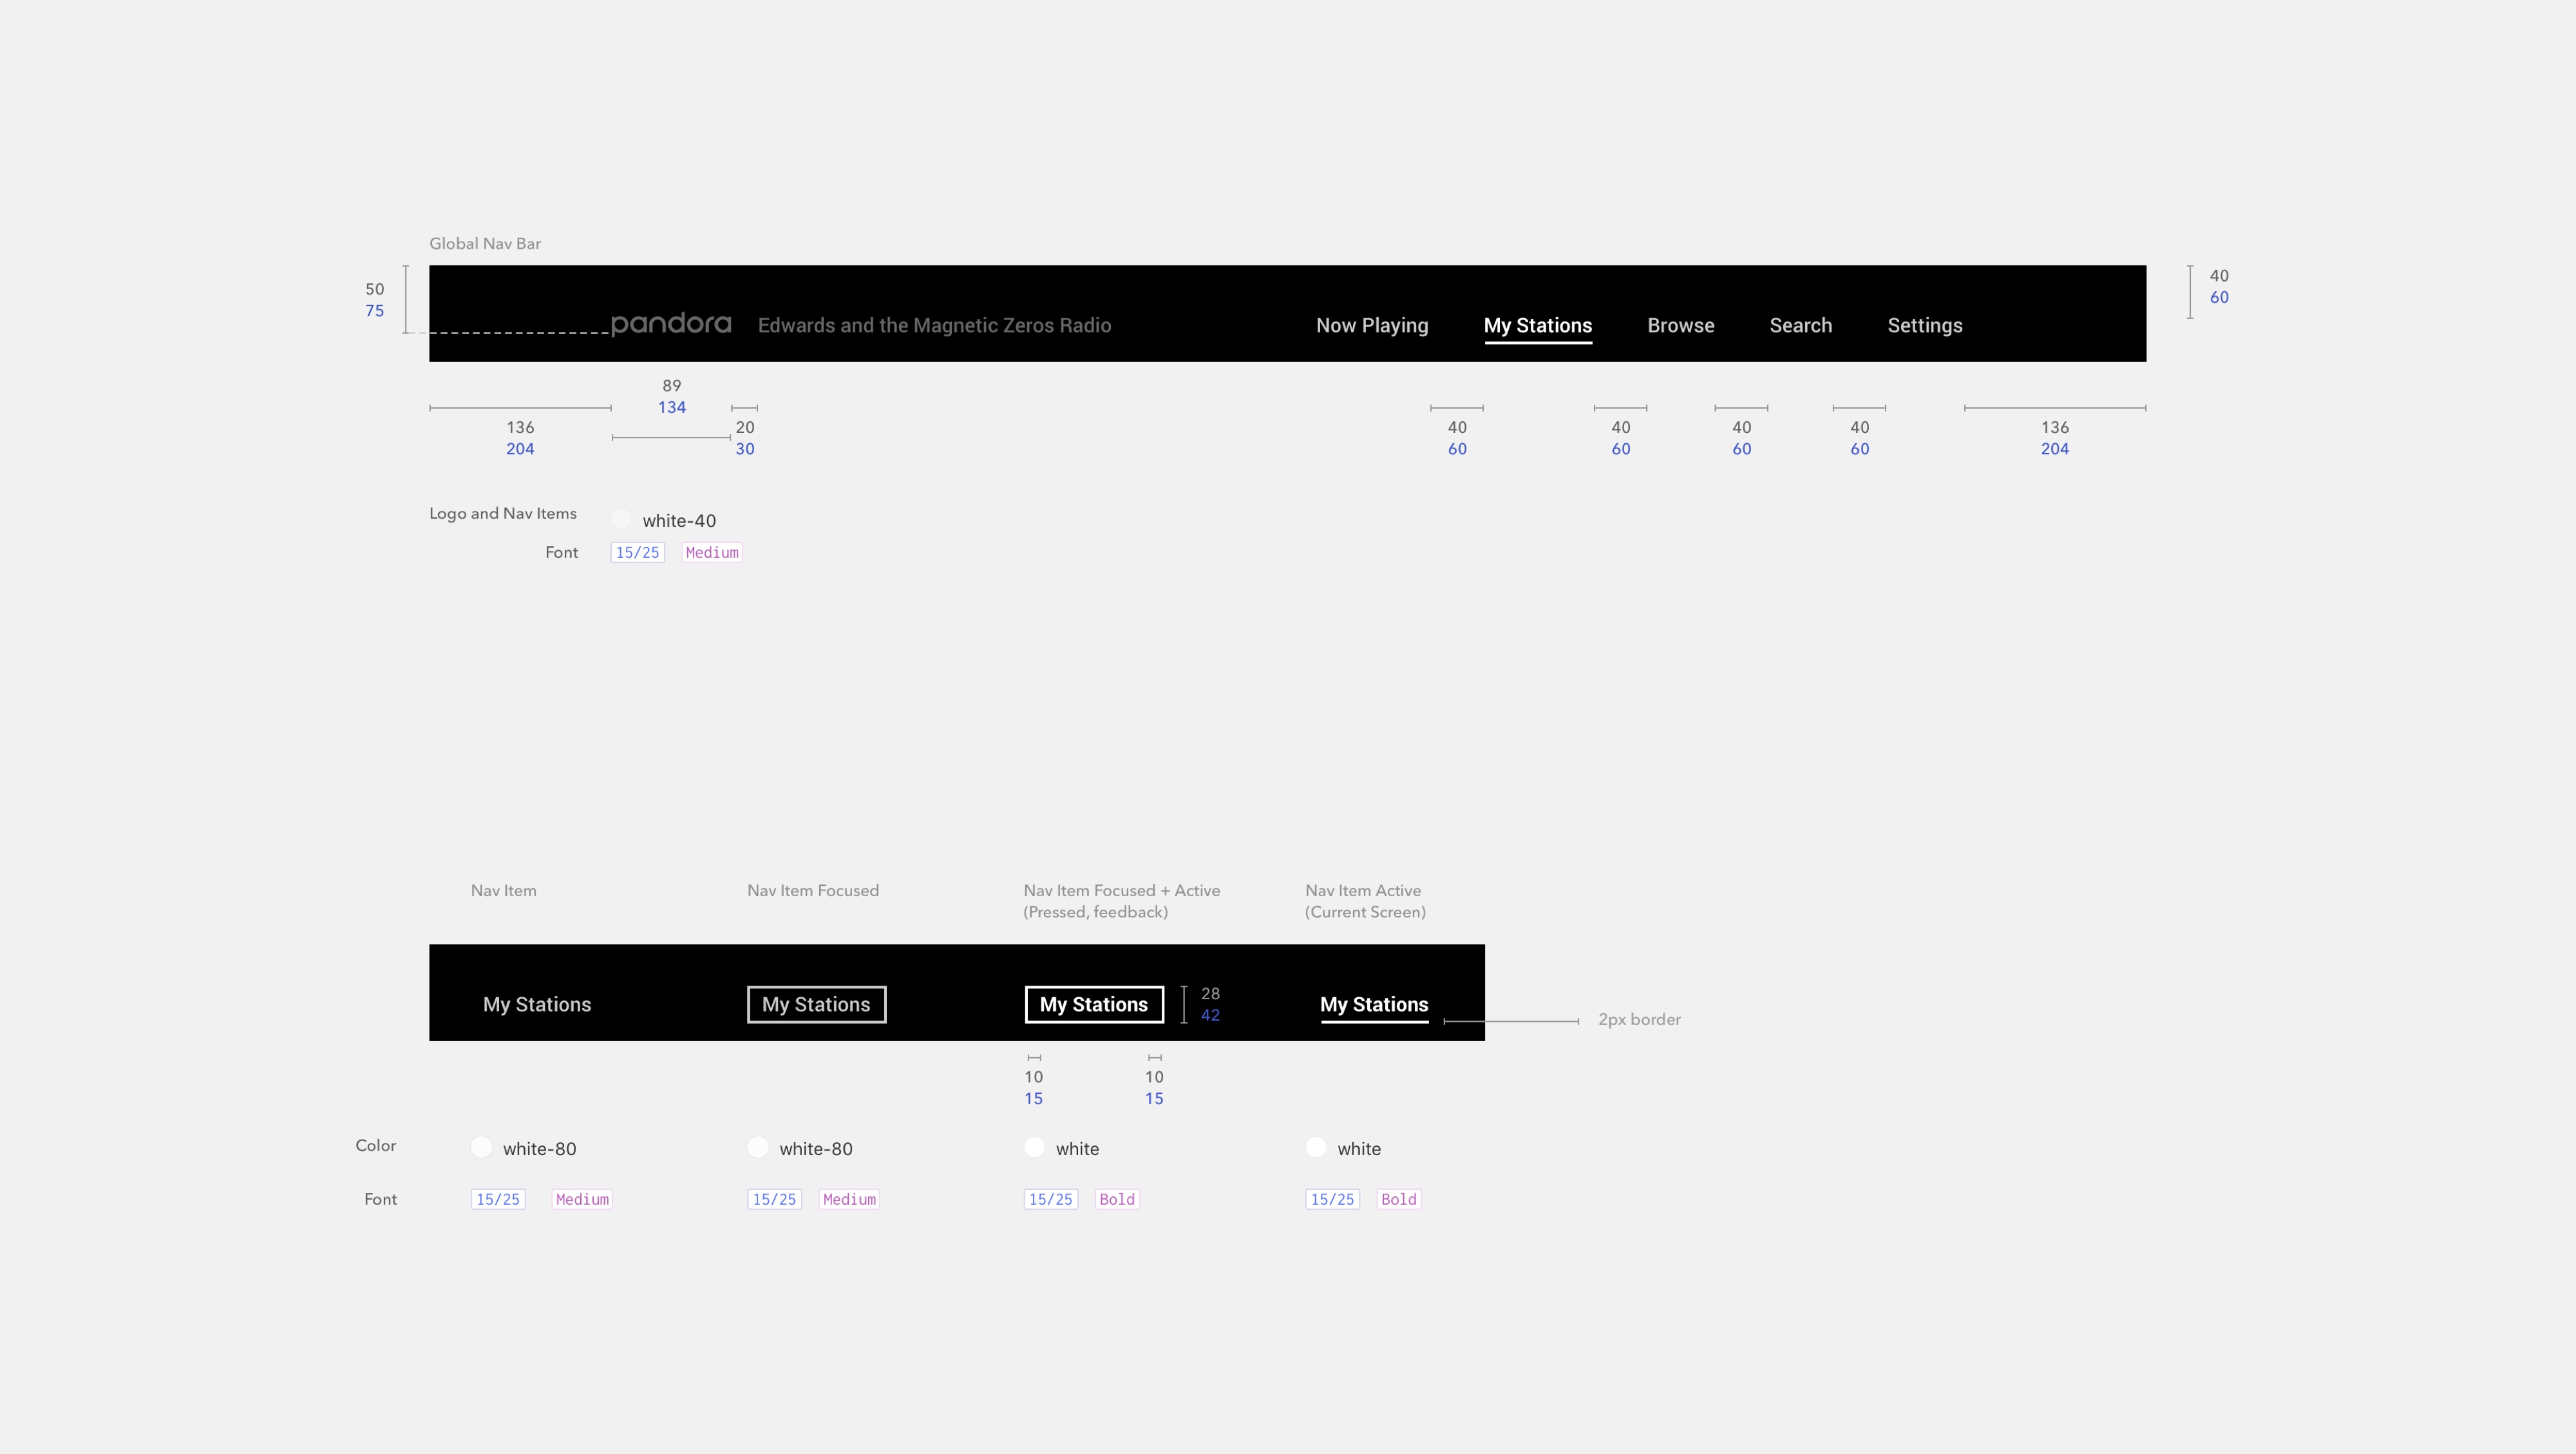 Global Nav Bar
50
75
pandora
Edwards and the Magnetic Zeros Radio
Now Playing
My Stations
Browse
Search
Settings
40
60
136
204
89
134
20
30
40
60
40
60
40
60
40
60
136
204
Logo and Nav Items
white-40
Font
15/25
Medium
Nav Item
Nav Item Focused
Nav Item Focused + Active
(Pressed, feedback)
Nav Item Active
(Current Screen)
My Stations
My Stations
My Stations
28
42
My Stations
2px border
10
15
10
15
Color
white-80
white-80
white
white
Font
15/25
Medium
15/25
Medium
15/25
Bold
15/25
Bold